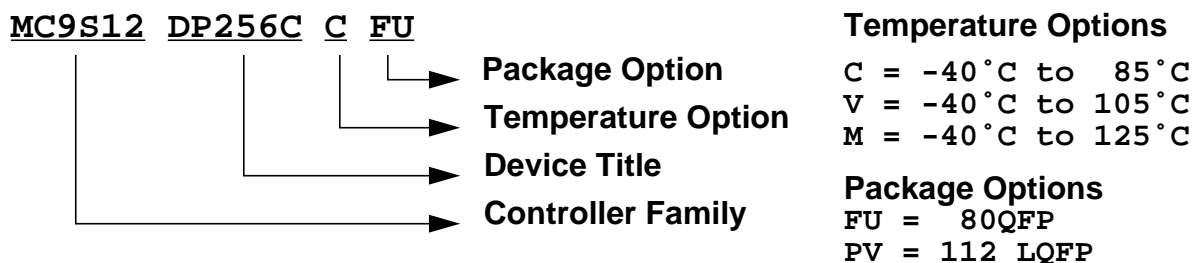 MC9S12 DP256C C FU
Package Option
Temperature Option
Device Title
Controller Family
Temperature Options
C = -40˚C to 85˚C
V = -40˚C to 105˚C
M = -40˚C to 125˚C
Package Options
FU = 80QFP
PV = 112 LQFP